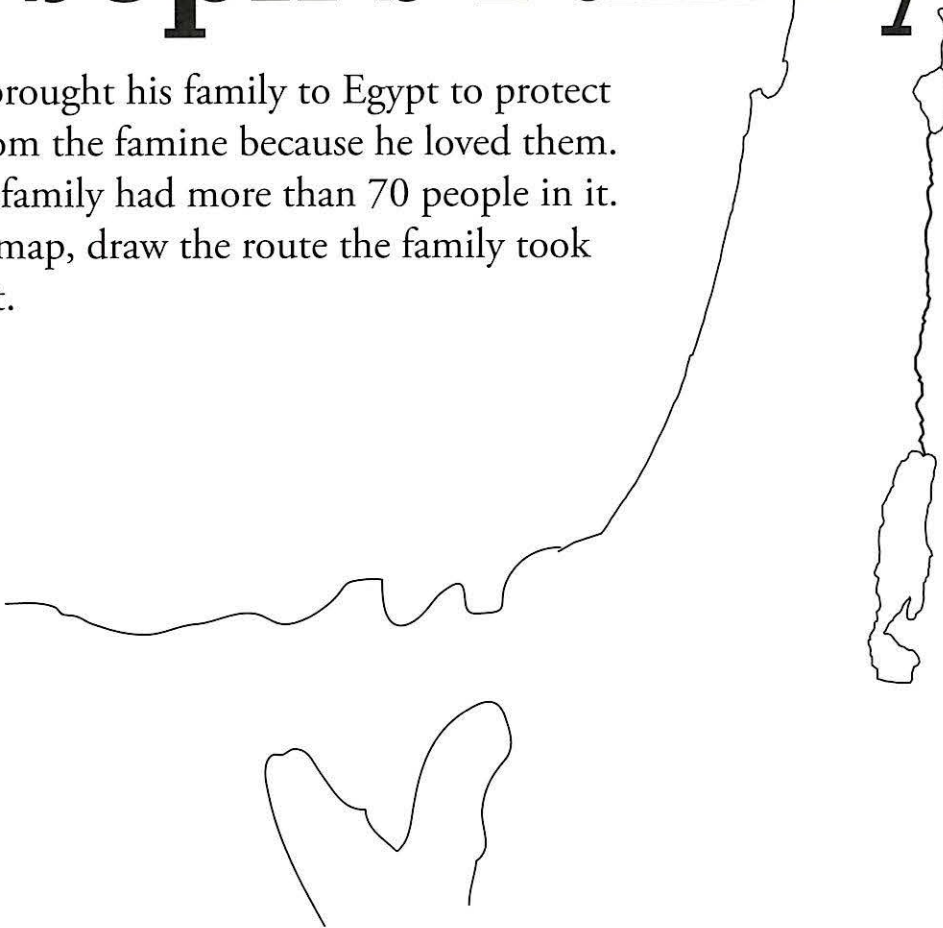 brought his family to Egypt to protect
om the famine because he loved them.
family had more than 70 people in it.
map, draw the route the family took
t.